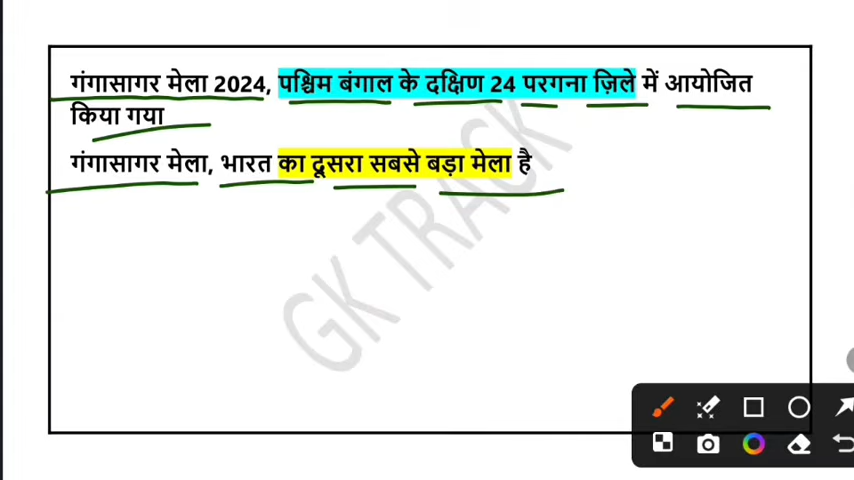 गंगासागर मेला 2024, पश्चिम बंगाल के दक्षिण 24 परगना ज़िले में आयोजित
किया गया
गंगासागर मेला, भारत का दूसरा सबसे बड़ा मेला है
GK TRACK